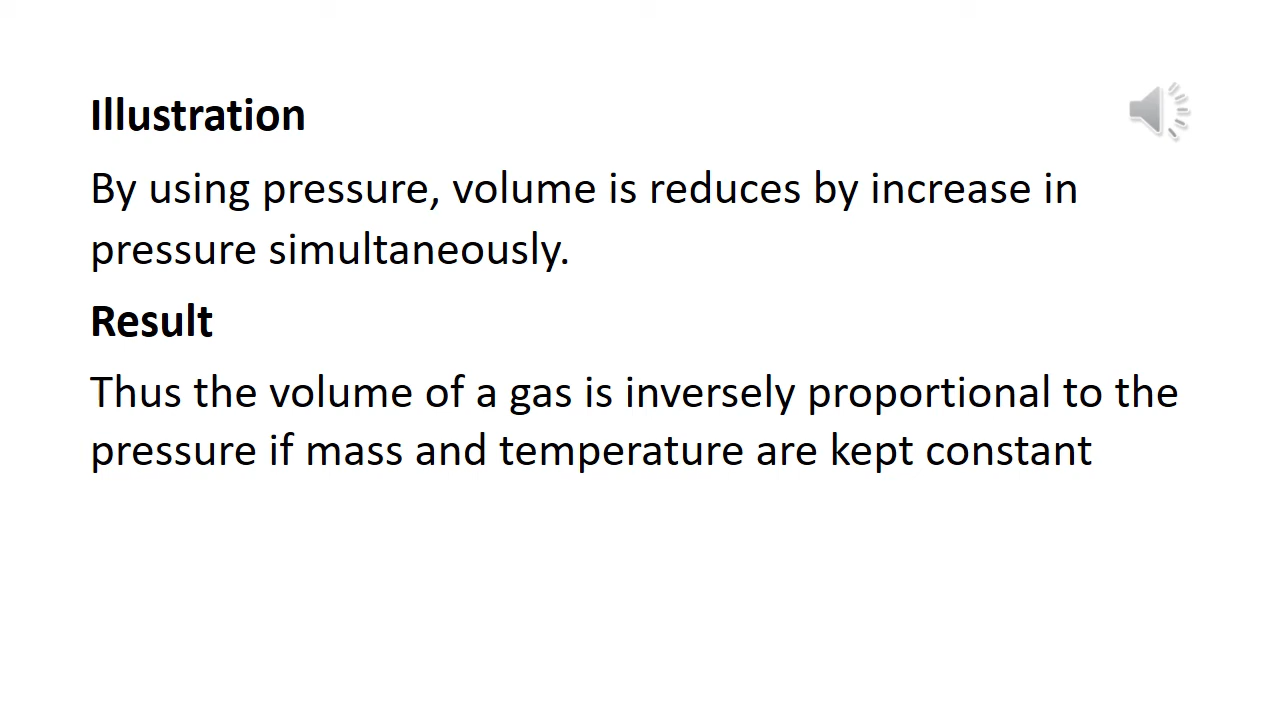 Illustration
By using pressure, volume is reduces by increase in
pressure simultaneously.
Result
Thus the volume of a gas is inversely proportional to the
pressure if mass and temperature are kept constant